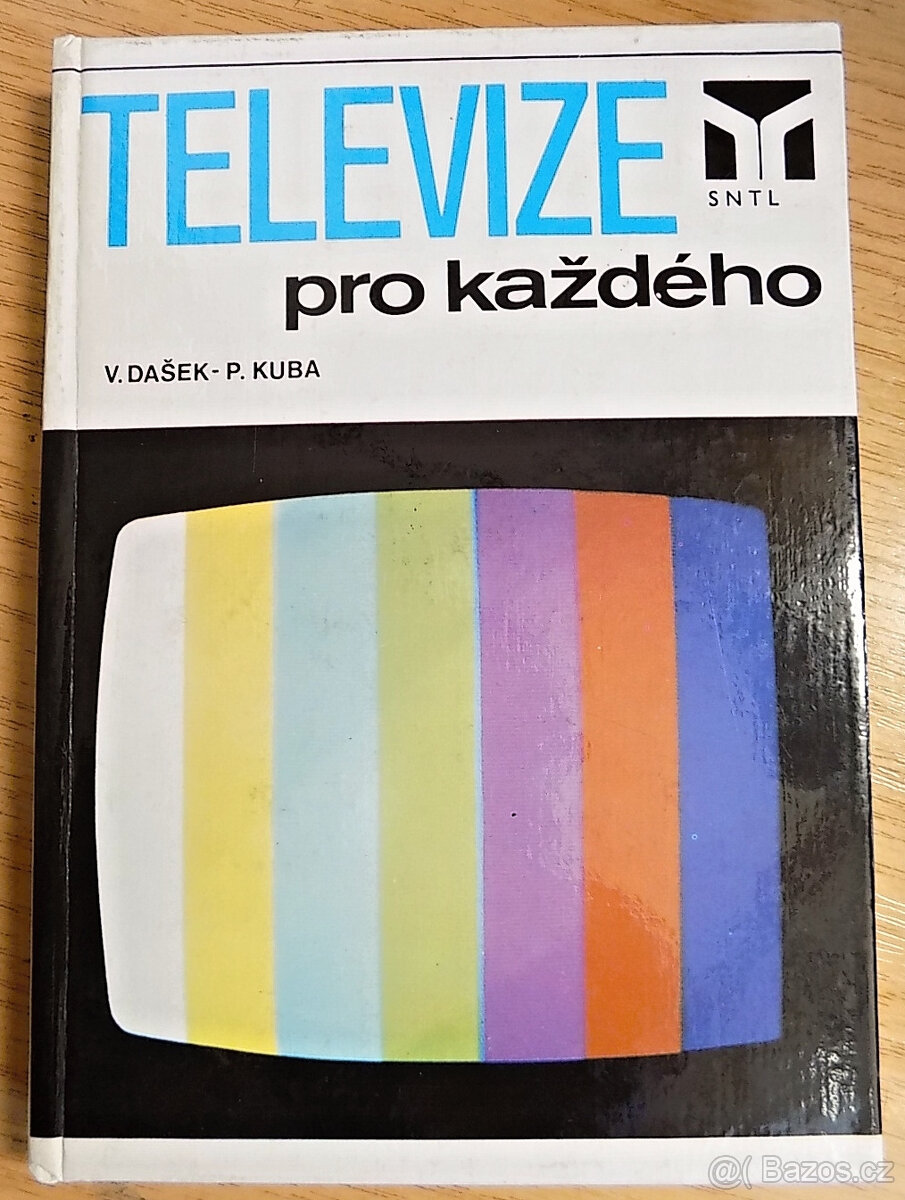 TELEVIZE
SNTL
pro každého
V. DAŠEK - P. KUBA
@( Bazos.cz